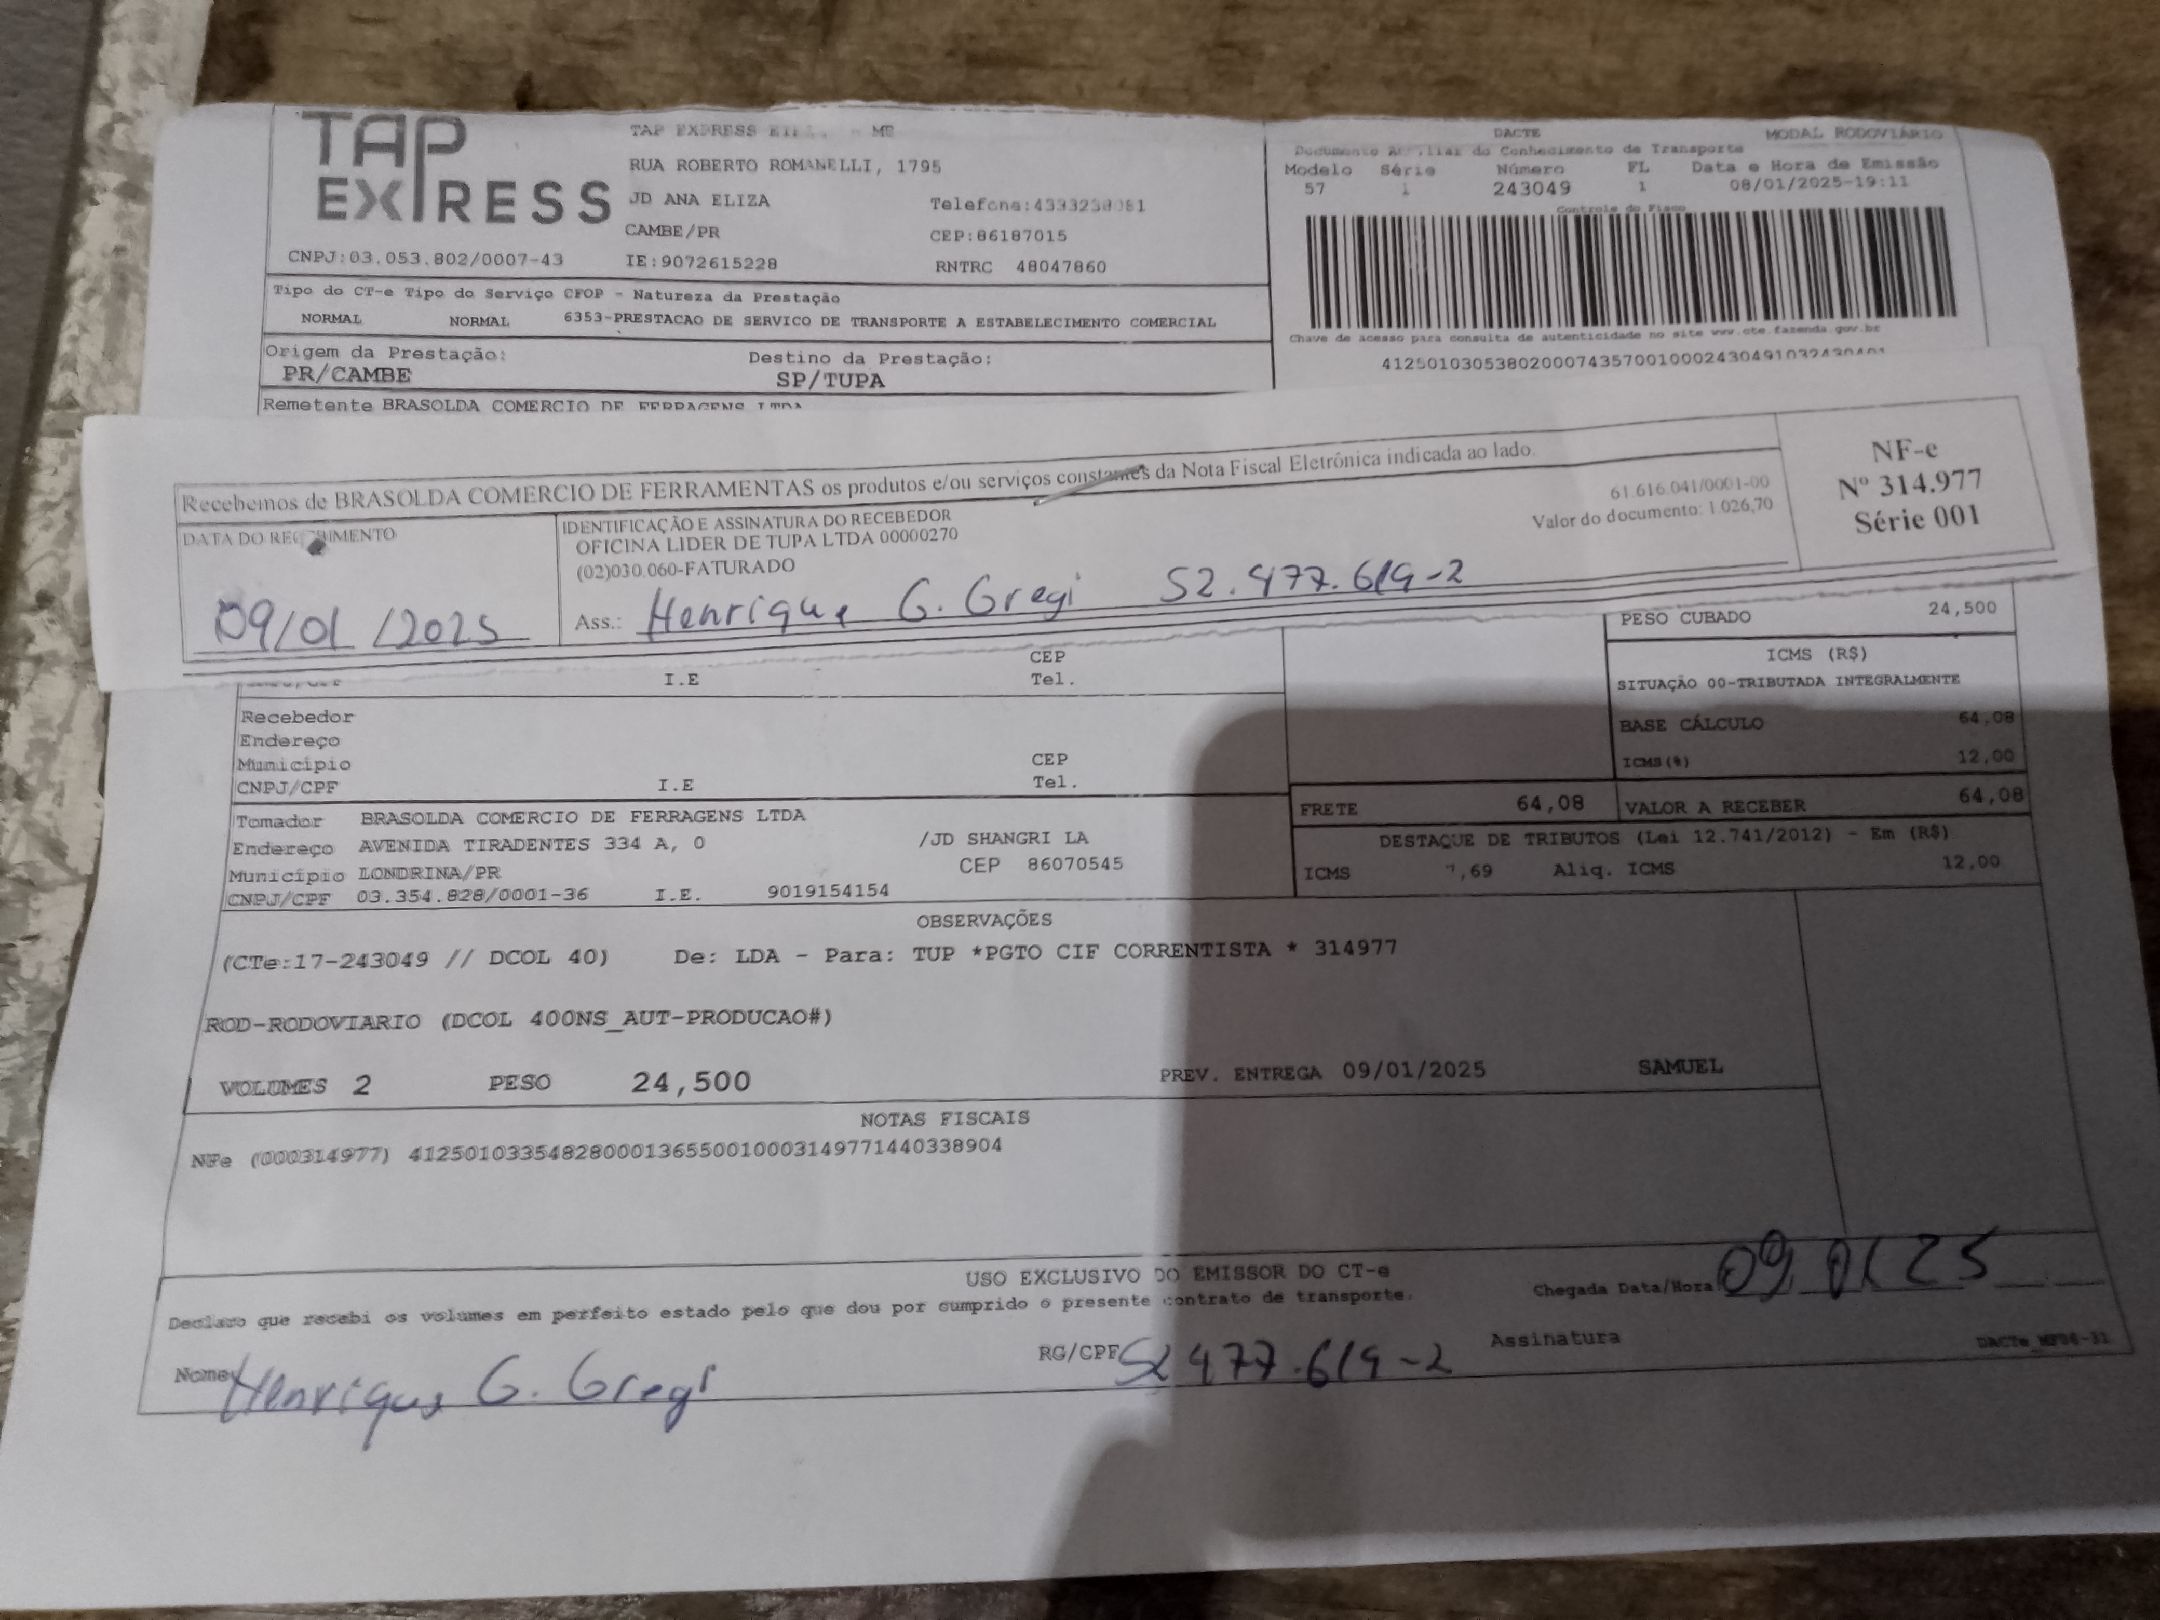 TAP EXPRESS
TAP EXPRESS ME
RUA ROBERTO ROMANELLI, 1795
JD ANA ELIZA
Telefone:4333238081
CAMBE/PR
CEP:86187015
CNPJ:03.053.802/0007-43
IE:9072615228
RNTRC 48047860
DACTE
MODAL RODOVIÁRIO
Documento Auxiliar do Conhecimento de Transporte
Modelo Série Número FL Data e Hora de Emissão
57 1 243049 1 08/01/2025-19:11
Controle do Fisco
Chave de acesso para consulta de autenticidade no site www.cte.fazenda.gov.br
Tipo do CT-e Tipo do Serviço CFOP - Natureza da Prestação
NORMAL NORMAL 6353-PRESTACAO DE SERVICO DE TRANSPORTE A ESTABELECIMENTO COMERCIAL
Origem da Prestação:
PR/CAMBE
Destino da Prestação:
SP/TUPA
Remetente BRASOLDA COMERCIO DE FERRAGENS LTDA
Recebemos de BRASOLDA COMERCIO DE FERRAMENTAS os produtos e/ou serviços constantes da Nota Fiscal Eletrônica indicada ao lado.
61.616.041/0001-00
Valor do documento: 1.026,70
NF-e
Nº 314.977
Série 001
DATA DO RECEBIMENTO
09/01/2025
IDENTIFICAÇÃO E ASSINATURA DO RECEBEDOR
OFICINA LIDER DE TUPA LTDA 00000270
(02)030.060-FATURADO
Ass.: Henrique G. Gregi 52.477.619-2
PESO CUBADO 24,500
CEP
I.E Tel.
ICMS (R$)
SITUAÇÃO 00-TRIBUTADA INTEGRALMENTE
BASE CÁLCULO 64,08
ICMS(%) 12,00
Recebedor
Endereço
Município CEP
CNPJ/CPF I.E Tel.
FRETE 64,08 VALOR A RECEBER 64,08
Tomador BRASOLDA COMERCIO DE FERRAGENS LTDA
Endereço AVENIDA TIRADENTES 334 A, 0 /JD SHANGRI LA
Município LONDRINA/PR CEP 86070545
CNPJ/CPF 03.354.828/0001-36 I.E. 9019154154
DESTAQUE DE TRIBUTOS (Lei 12.741/2012) - Em (R$)
ICMS 7,69 Aliq. ICMS 12,00
OBSERVAÇÕES
(CTe:17-243049 // DCOL 40) De: LDA - Para: TUP *PGTO CIF CORRENTISTA * 314977
ROD-RODOVIARIO (DCOL 400NS_AUT-PRODUCAO#)
VOLUMES 2 PESO 24,500 PREV. ENTREGA 09/01/2025 SAMUEL
NOTAS FISCAIS
NFe (000314977) 41250103354828000136550010003149771440338904
USO EXCLUSIVO DO EMISSOR DO CT-e
Declaro que recebi os volumes em perfeito estado pelo que dou por cumprido o presente contrato de transporte.
Chegada Data/Hora 09 01 25
Nome Henrique G. Gregi
RG/CPF 52 477.619-2
Assinatura